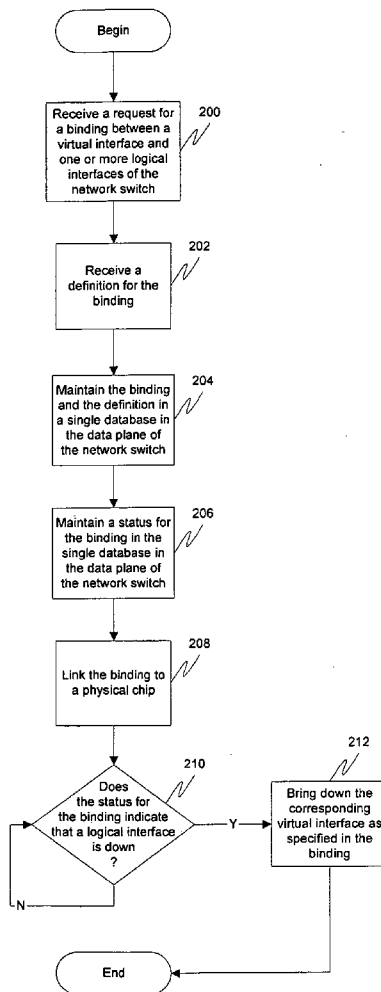 Begin
200
Receive a request for
a binding between a
virtual interface and
one or more logical
interfaces of the
network switch
202
Receive a
definition for the
binding
204
Maintain the binding
and the definition in
a single database in
the data plane of
the network switch
206
Maintain a status for
the binding in the
single database in
the data plane of
the network switch
208
Link the binding to
a physical chip
210
Does
the status for
the binding indicate
that a logical interface
is down
?
Y
N
212
Bring down the
corresponding
virtual interface as
specified in the
binding
End